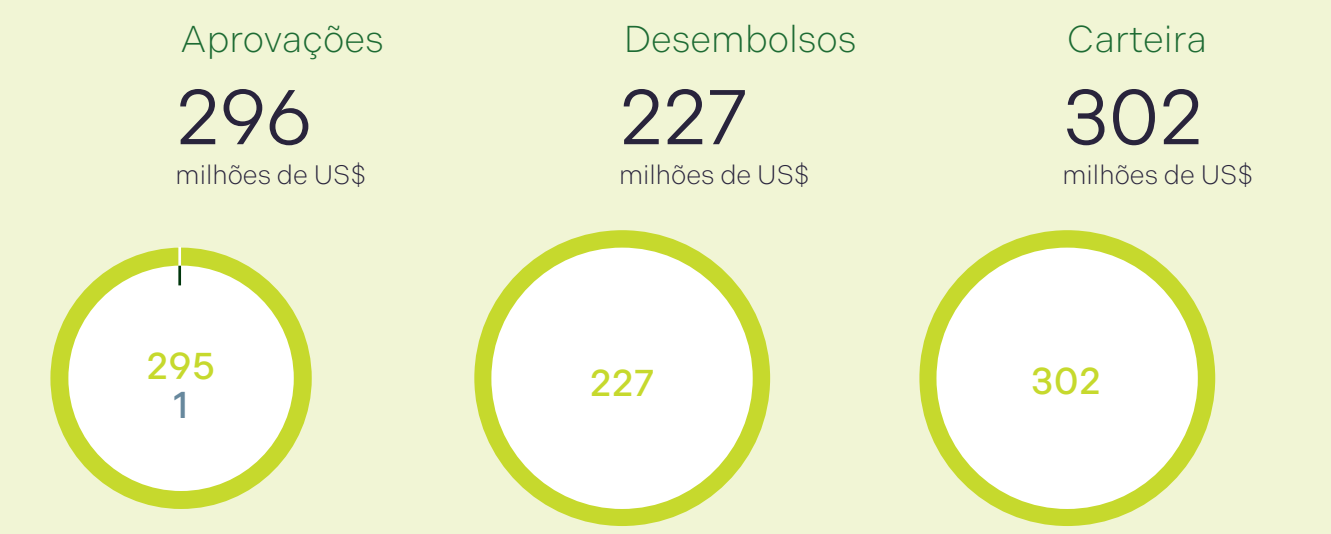 Aprovações
296
milhões de US$
295
1
Desembolsos
227
milhões de US$
227
Carteira
302
milhões de US$
302